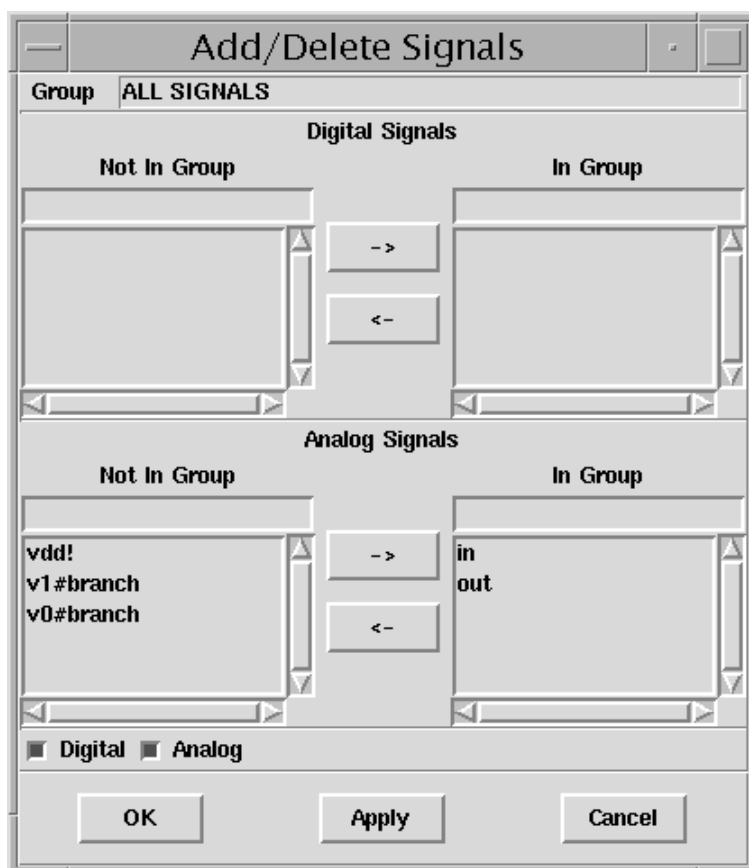 Add/Delete Signals
Group ALL SIGNALS
Digital Signals
Not In Group In Group
->
<-
Analog Signals
Not In Group In Group
vdd! -> in
v1#branch out
v0#branch <-
Digital Analog
OK Apply Cancel